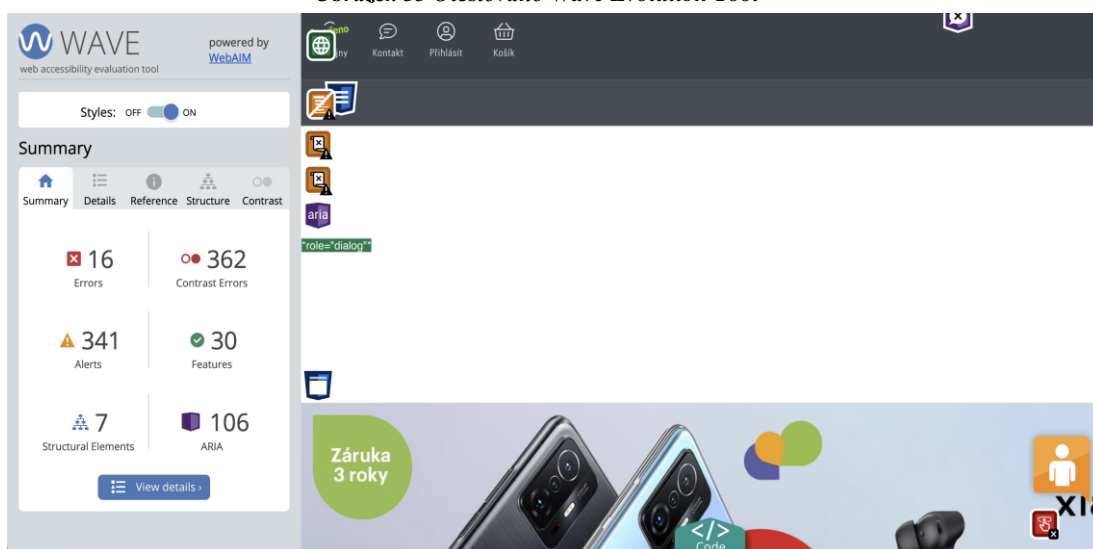 WAVE
powered by
WebAIM
web accessibility evaluation tool
Styles: OFF ON
Summary
Summary Details Reference Structure Contrast
16
Errors
362
Contrast Errors
341
Alerts
30
Features
7
Structural Elements
106
ARIA
View details ›
Kontakt Přihlásit Košík
aria
*role="dialog"*
Záruka
3 roky
</>
Code